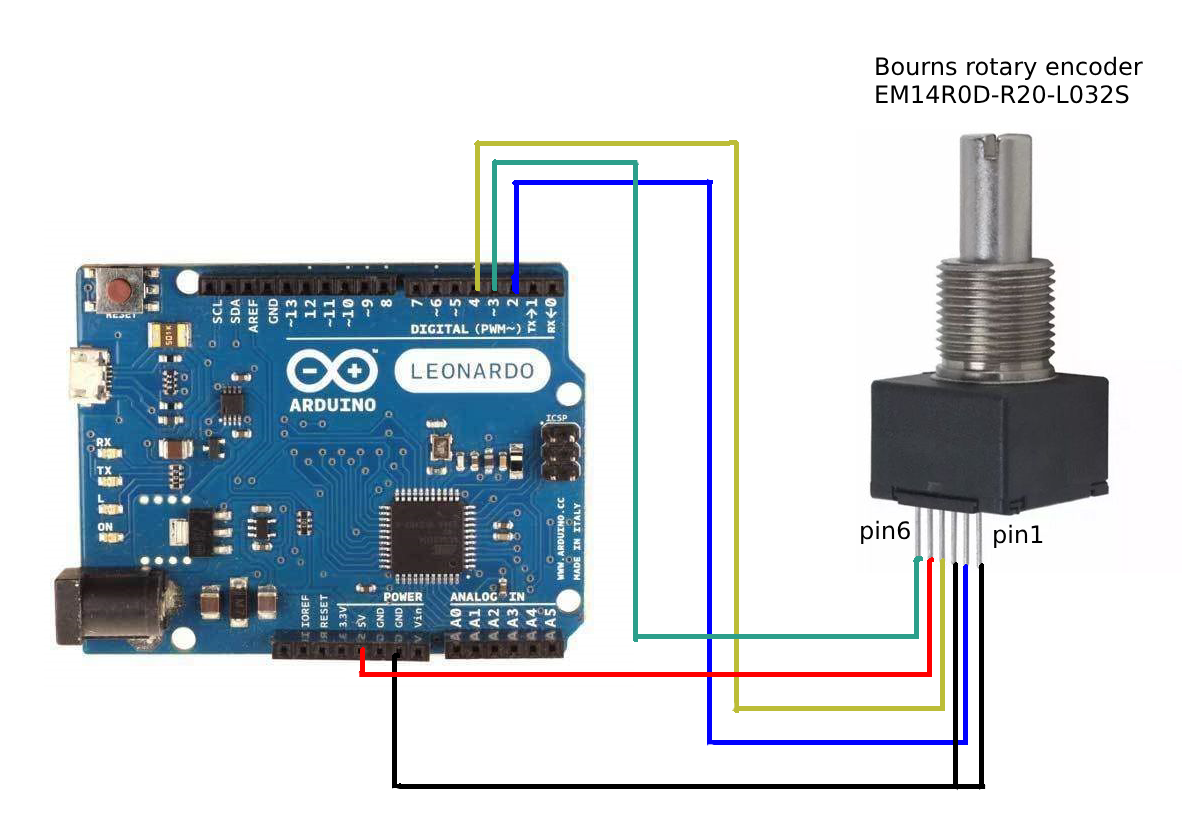 Bourns rotary encoder
EM14R0D-R20-L032S
RESET
SCL
SDA
AREF
GND
~13
12
~11
~10
~9
8
7
~6
~5
4
~3
2
TX→1
RX←0
DIGITAL (PWM~)
ARDUINO
LEONARDO
™
ICSP
RX
TX
L
ON
WWW.ARDUINO.CC
MADE IN ITALY
pin6
pin1
POWER
ANALOG IN
IOREF
RESET
3.3V
5V
GND
GND
Vin
A0
A1
A2
A3
A4
A5